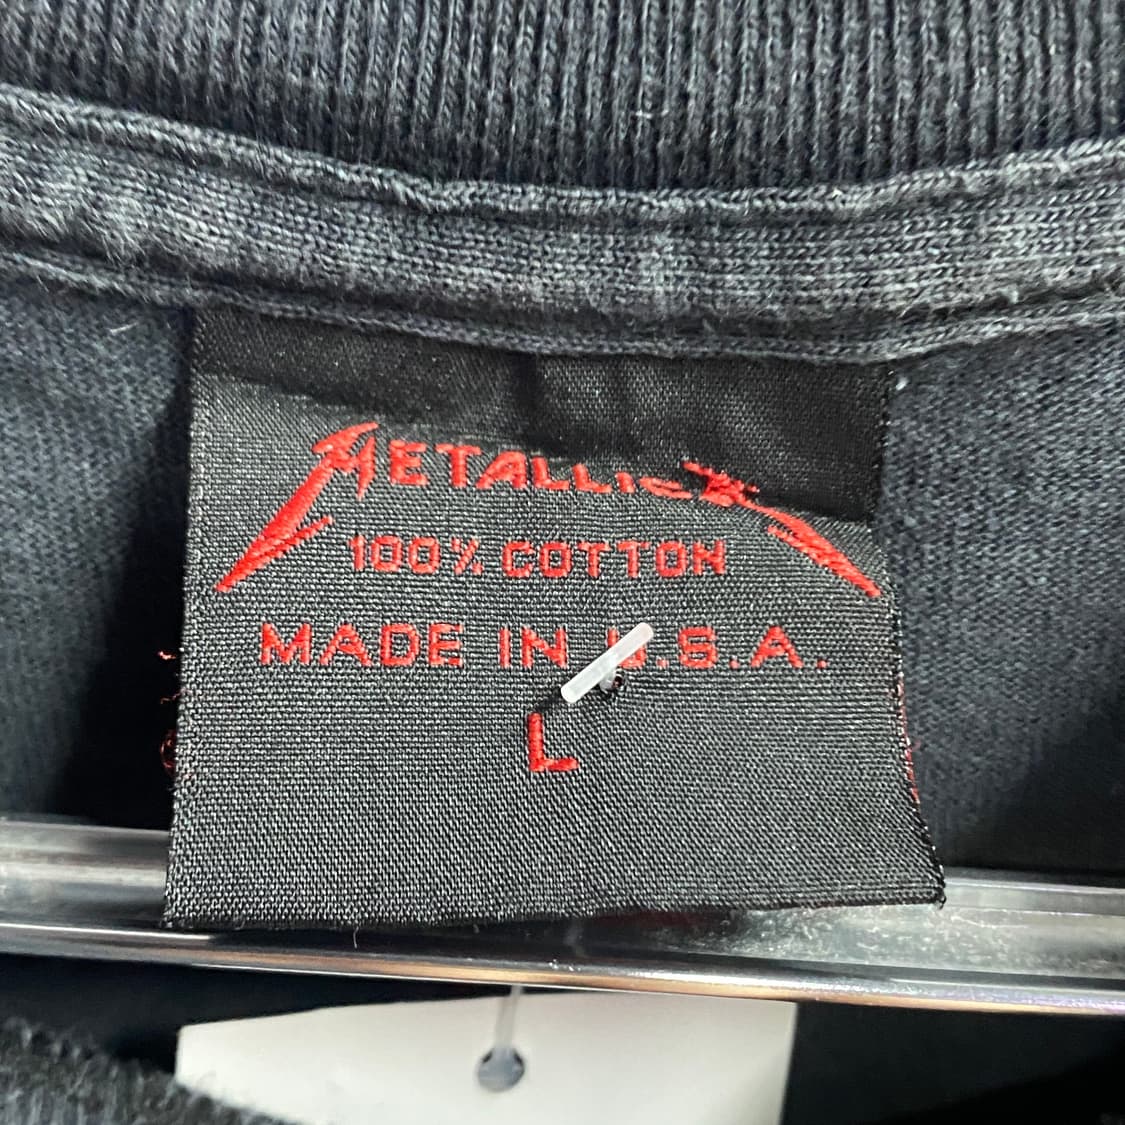 METALLICA
100% COTTON
MADE IN U.S.A.
L